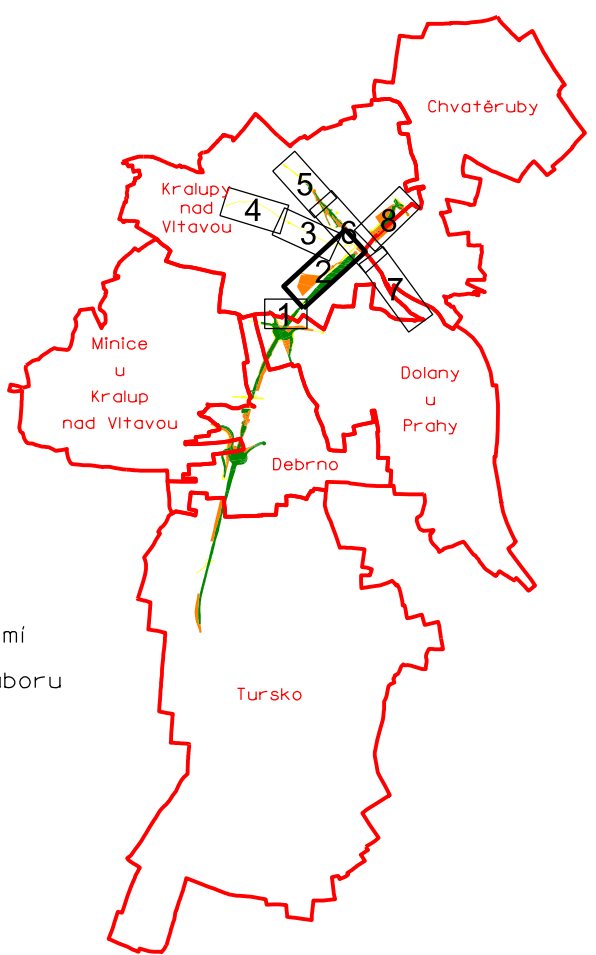 Chvatěruby
5
Kralupy
nad
Vltavou
4
3
6
8
2
7
1
Minice
u
Kralup
nad Vltavou
Dolany
u
Prahy
Debrno
mí
boru
Tursko